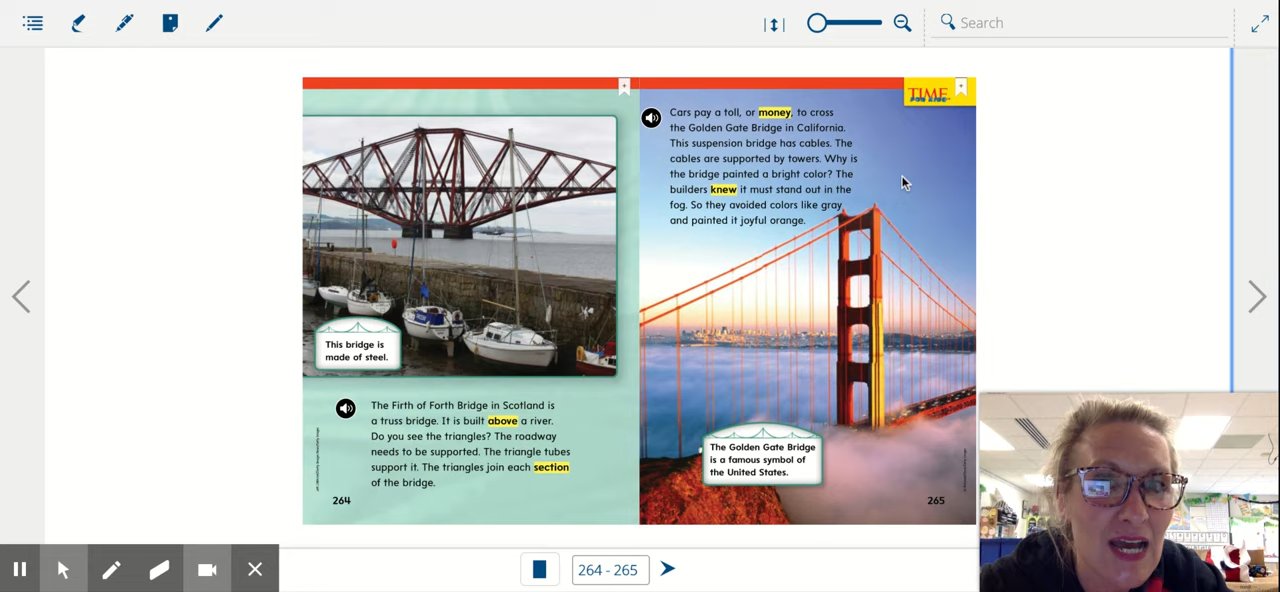 Search
TIME
FOR KIDS
Cars pay a toll, or money, to cross
the Golden Gate Bridge in California.
This suspension bridge has cables. The
cables are supported by towers. Why is
the bridge painted a bright color? The
builders knew it must stand out in the
fog. So they avoided colors like gray
and painted it joyful orange.
This bridge is
made of steel.
The Firth of Forth Bridge in Scotland is
a truss bridge. It is built above a river.
Do you see the triangles? The roadway
needs to be supported. The triangle tubes
support it. The triangles join each section
of the bridge.
264
The Golden Gate Bridge
is a famous symbol of
the United States.
265
264 - 265